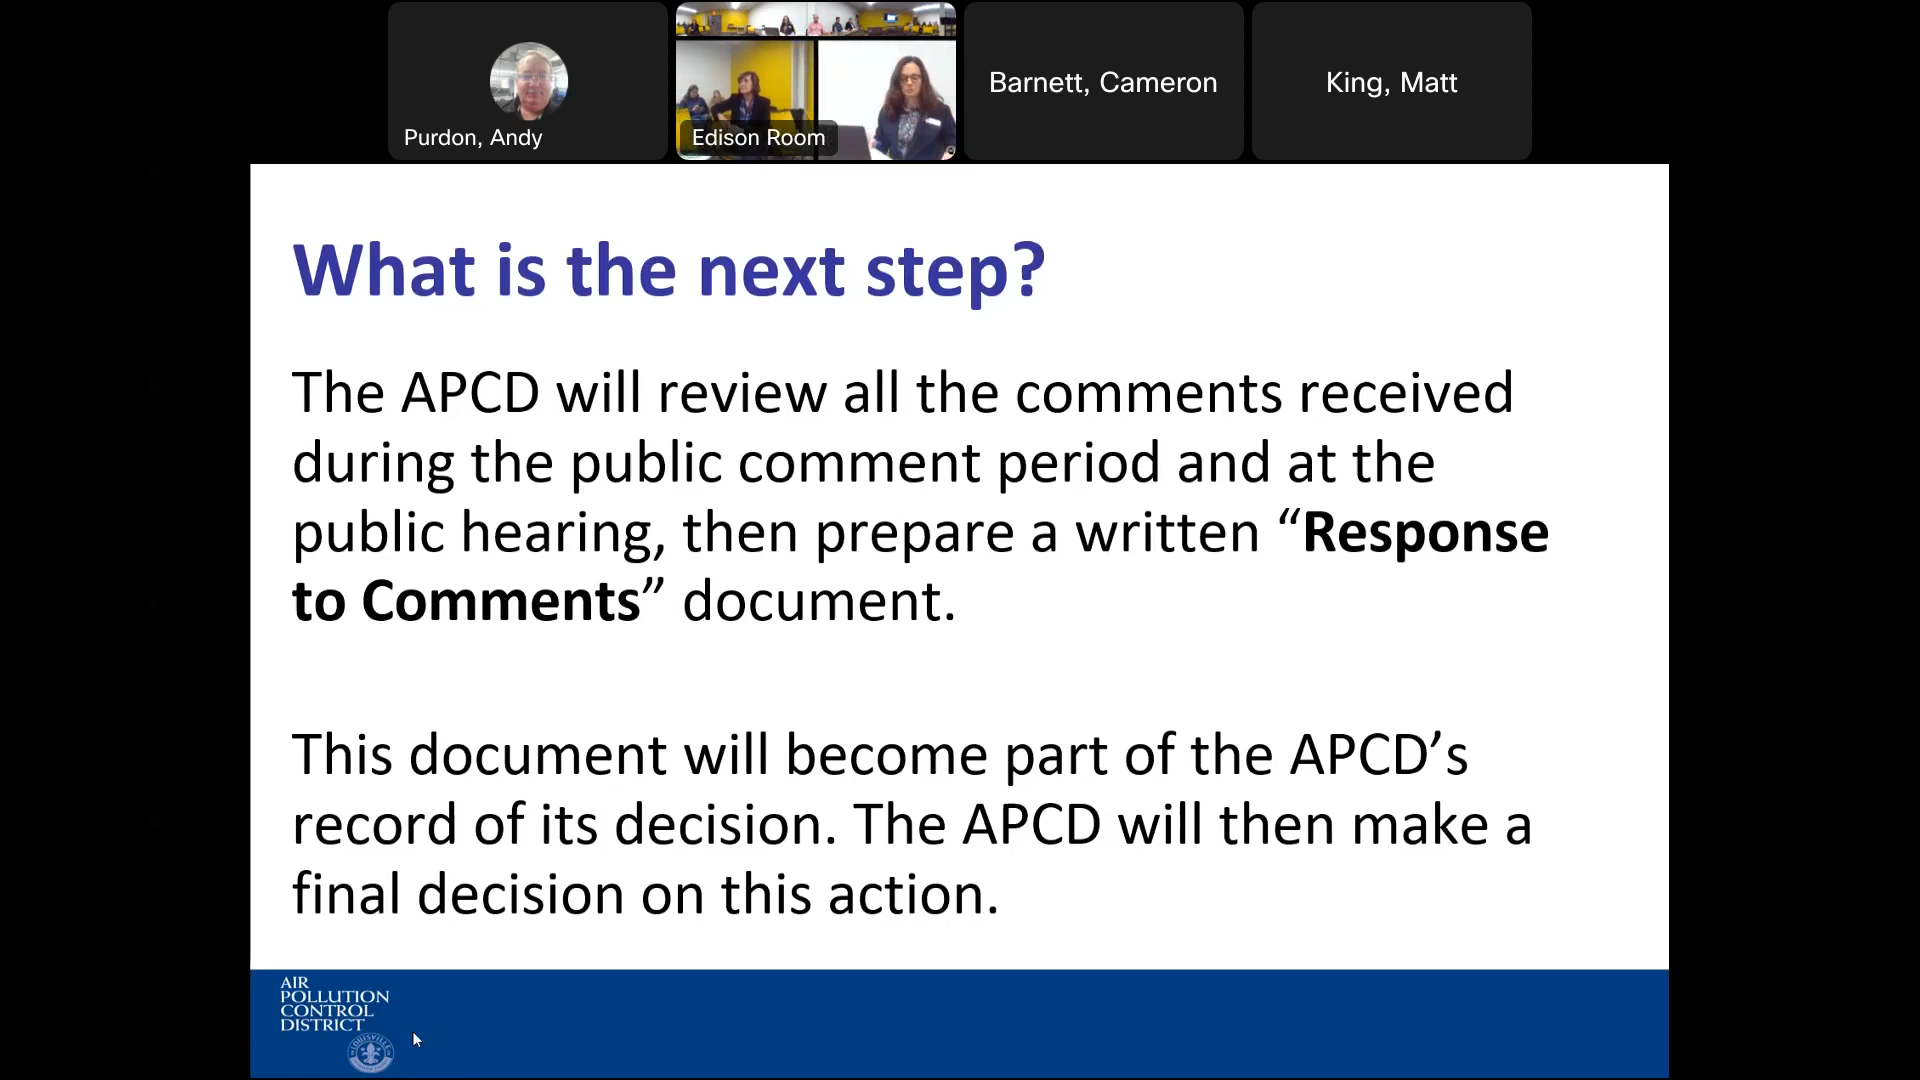 Purdon, Andy
Edison Room
Barnett, Cameron
King, Matt
What is the next step?
The APCD will review all the comments received
during the public comment period and at the
public hearing, then prepare a written “Response
to Comments” document.
This document will become part of the APCD’s
record of its decision. The APCD will then make a
final decision on this action.
AIR
POLLUTION
CONTROL
DISTRICT
LOUISVILLE